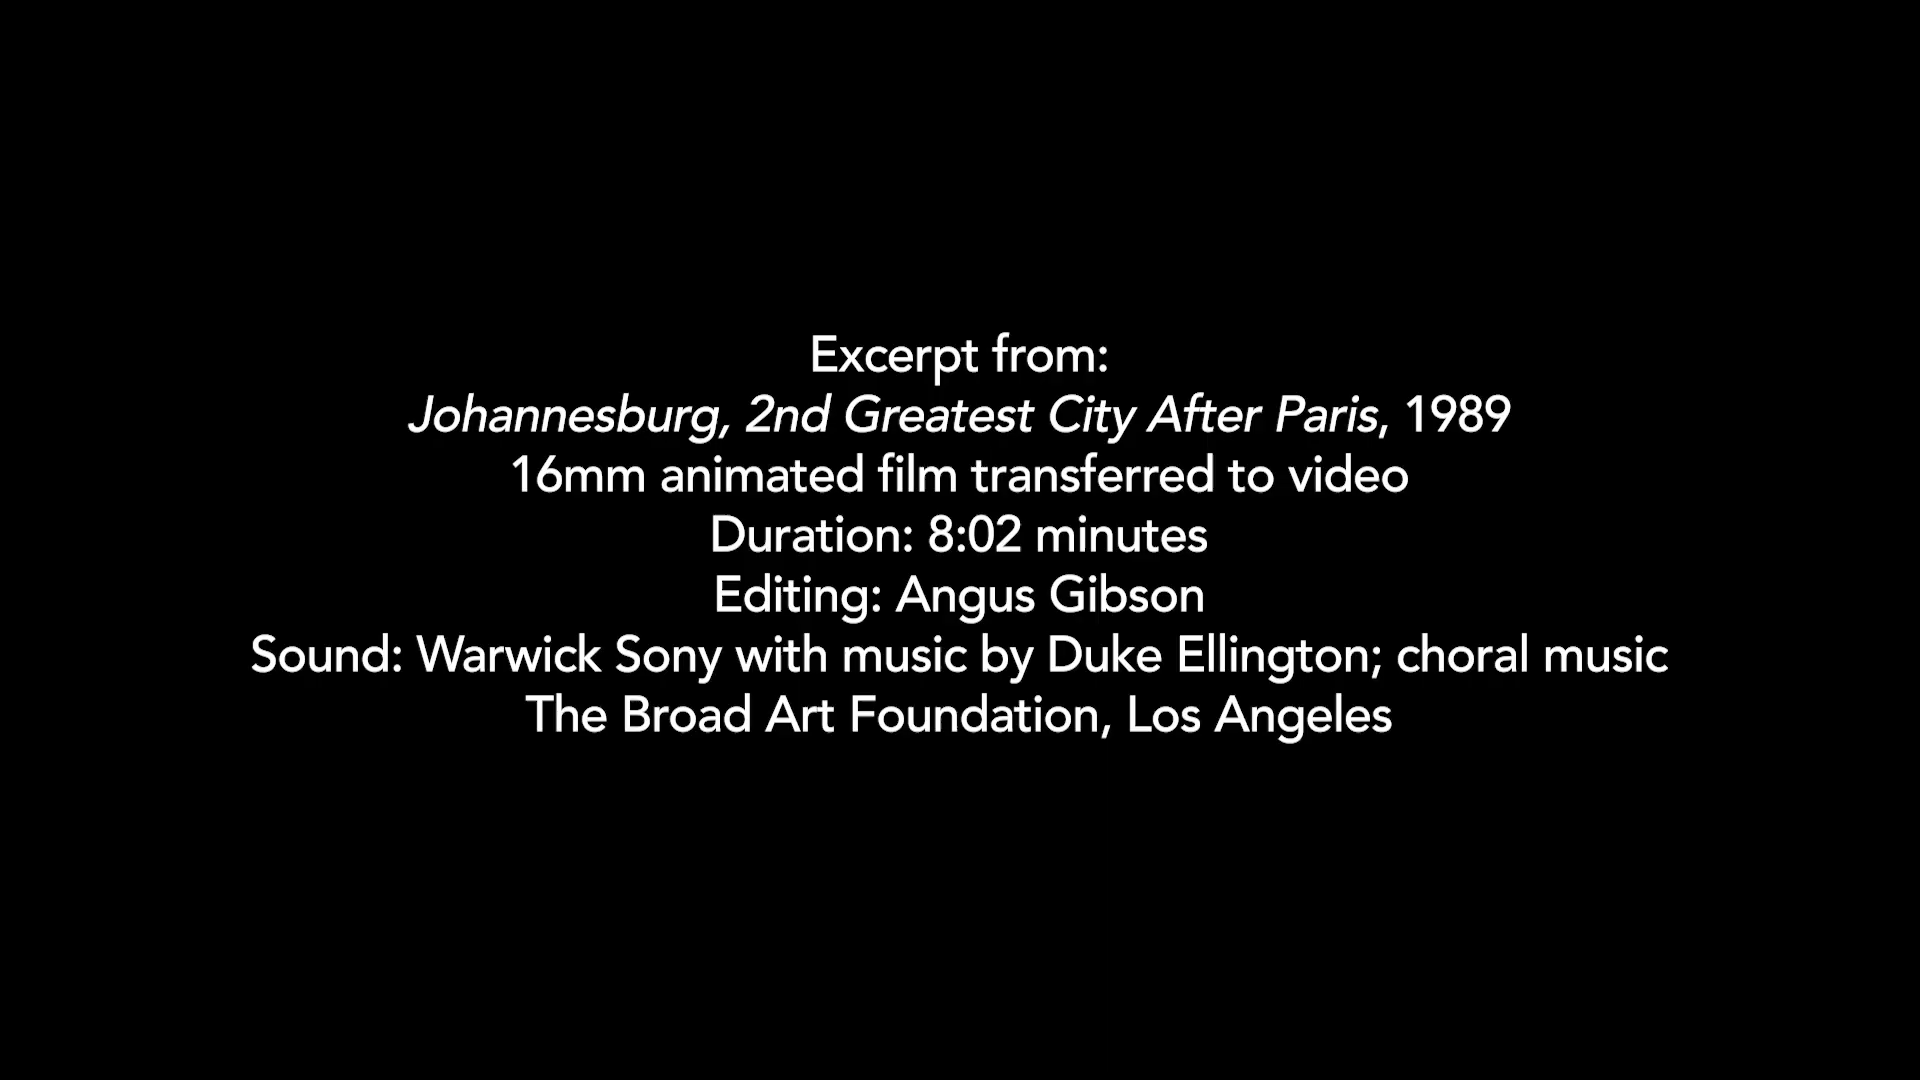 Excerpt from:
Johannesburg, 2nd Greatest City After Paris, 1989
16mm animated film transferred to video
Duration: 8:02 minutes
Editing: Angus Gibson
Sound: Warwick Sony with music by Duke Ellington; choral music
The Broad Art Foundation, Los Angeles